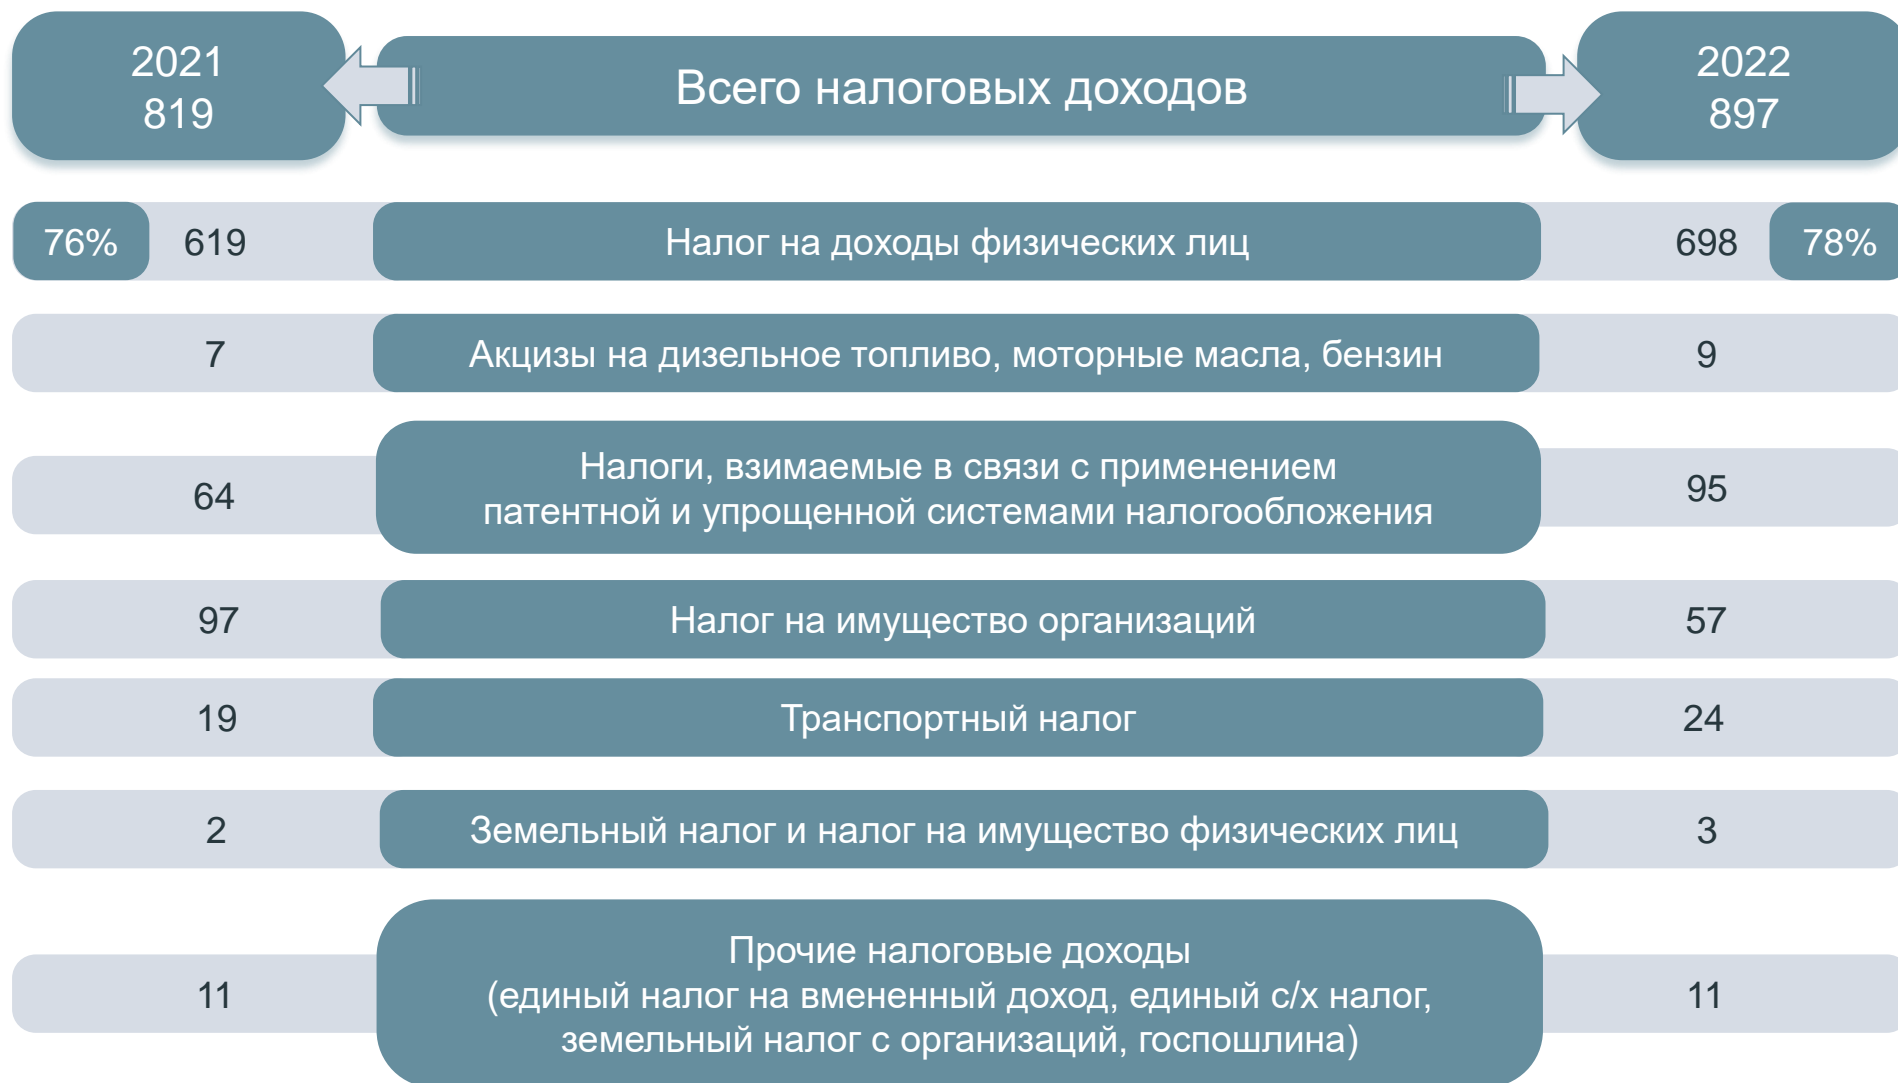 2021
819
Всего налоговых доходов
2022
897
76%
619
Налог на доходы физических лиц
698
78%
7
Акцизы на дизельное топливо, моторные масла, бензин
9
64
Налоги, взимаемые в связи с применением
патентной и упрощенной системами налогообложения
95
97
Налог на имущество организаций
57
19
Транспортный налог
24
2
Земельный налог и налог на имущество физических лиц
3
11
Прочие налоговые доходы
(единый налог на вмененный доход, единый с/х налог,
земельный налог с организаций, госпошлина)
11